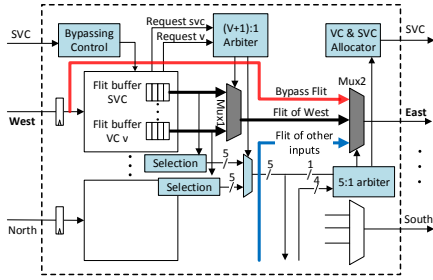 SVC
Bypassing
Control
Request svc
Request v
(V+1):1
Arbiter
VC & SVC
Allocator
SVC
Mux2
Bypass Flit
West
Flit buffer
SVC
Flit buffer
VC v
Mux1
Flit of West
East
Flit of other
inputs
Selection
5
Selection
5
5
1
4
5:1 arbiter
North
South